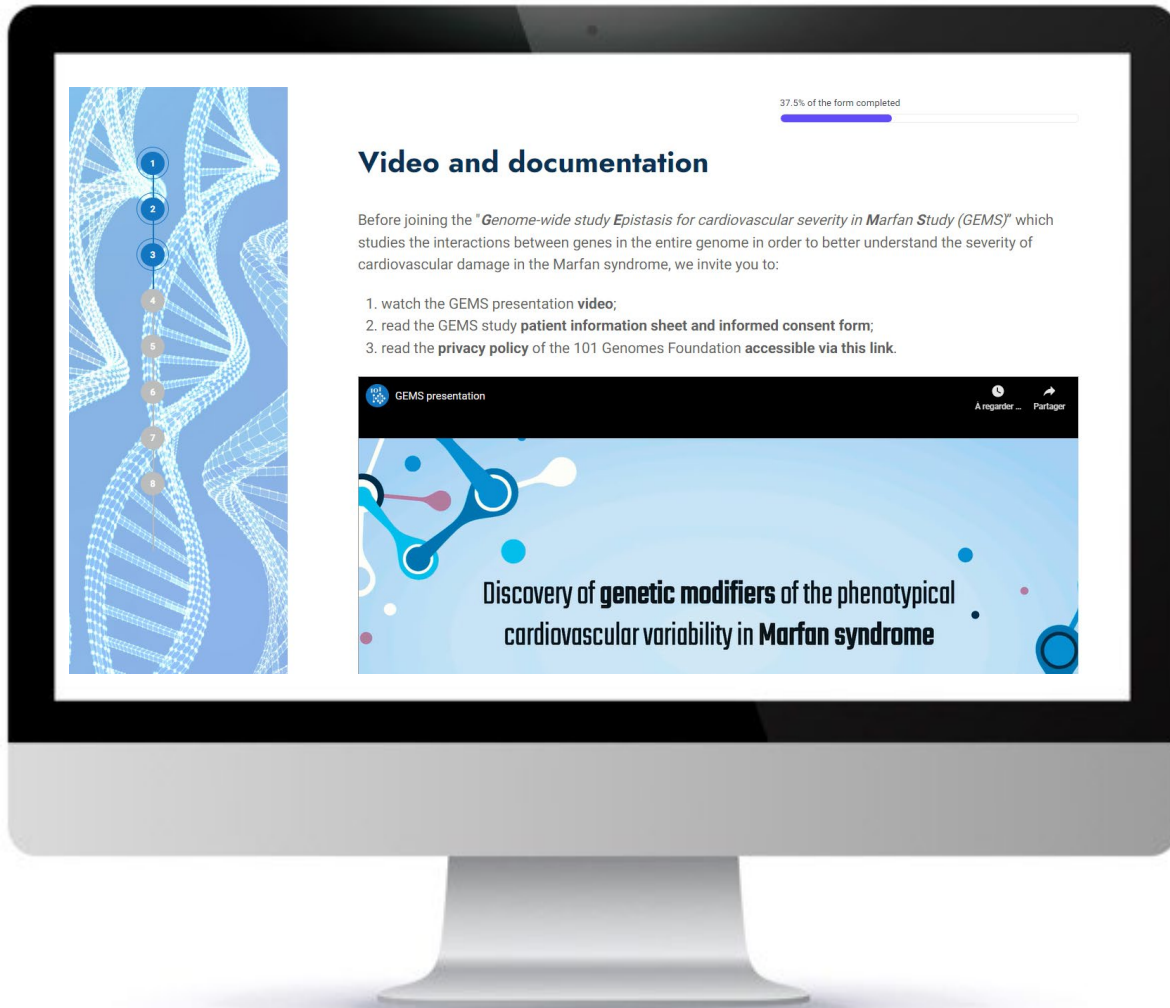 37.5% of the form completed
1
2
3
4
5
6
7
8
Video and documentation
Before joining the "Genome-wide study Epistasis for cardiovascular severity in Marfan Study (GEMS)" which
studies the interactions between genes in the entire genome in order to better understand the severity of
cardiovascular damage in the Marfan syndrome, we invite you to:
1. watch the GEMS presentation video;
2. read the GEMS study patient information sheet and informed consent form;
3. read the privacy policy of the 101 Genomes Foundation accessible via this link.
101
GEMS presentation
À regarder ...
Partager
Discovery of genetic modifiers of the phenotypical
cardiovascular variability in Marfan syndrome